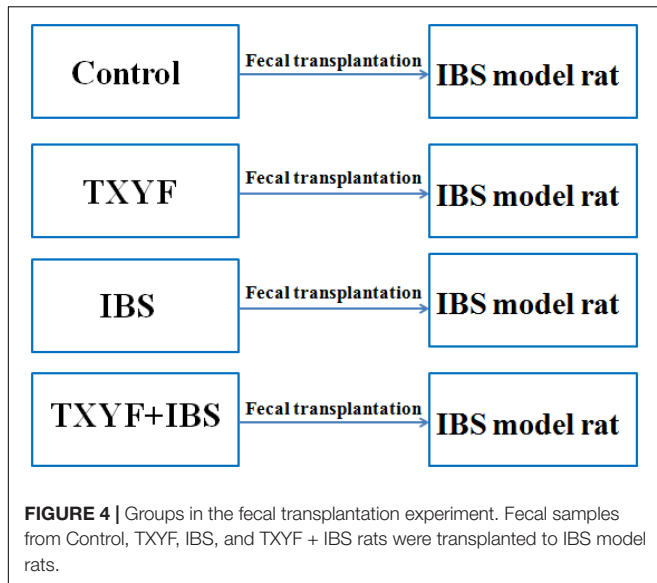 Control
Fecal transplantation
IBS model rat
TXYF
Fecal transplantation
IBS model rat
IBS
Fecal transplantation
IBS model rat
TXYF+IBS
Fecal transplantation
IBS model rat
FIGURE 4 | Groups in the fecal transplantation experiment. Fecal samples
from Control, TXYF, IBS, and TXYF + IBS rats were transplanted to IBS model
rats.